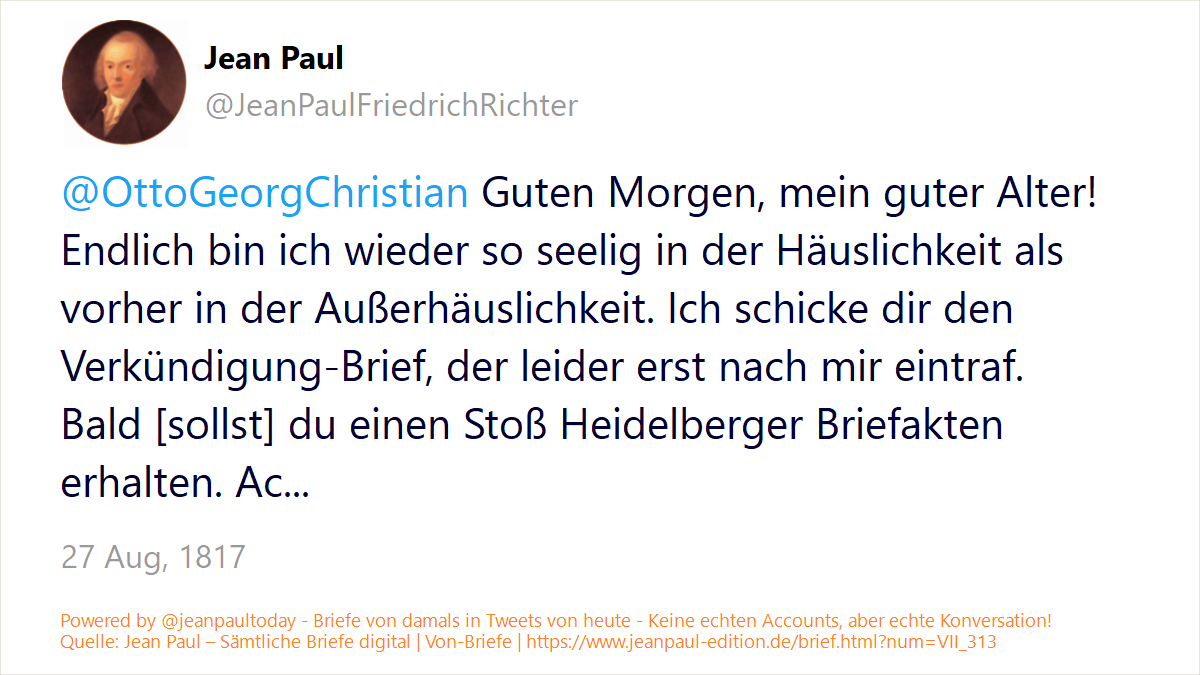 Jean Paul
@JeanPaulFriedrichRichter
@OttoGeorgChristian Guten Morgen, mein guter Alter!
Endlich bin ich wieder so seelig in der Häuslichkeit als
vorher in der Außerhäuslichkeit. Ich schicke dir den
Verkündigung-Brief, der leider erst nach mir eintraf.
Bald [sollst] du einen Stoß Heidelberger Briefakten
erhalten. Ac...
27 Aug, 1817
Powered by @jeanpaultoday - Briefe von damals in Tweets von heute - Keine echten Accounts, aber echte Konversation!
Quelle: Jean Paul – Sämtliche Briefe digital | Von-Briefe | https://www.jeanpaul-edition.de/brief.html?num=VII_313